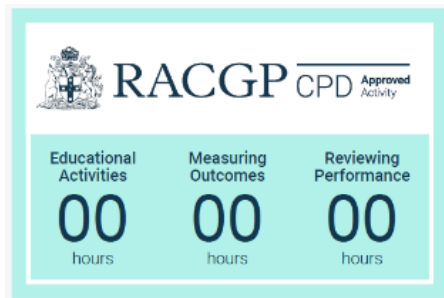 RACGP CPD Approved Activity
Educational Activities
00
hours
Measuring Outcomes
00
hours
Reviewing Performance
00
hours